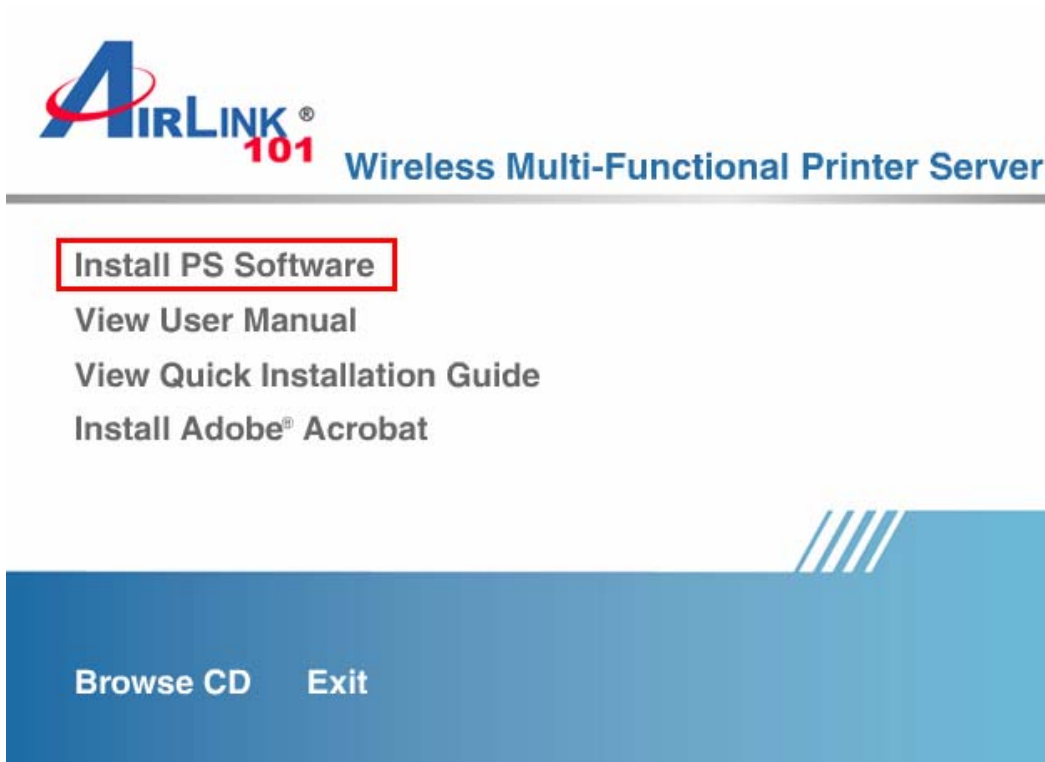 AIRLINK®
101
Wireless Multi-Functional Printer Server
Install PS Software
View User Manual
View Quick Installation Guide
Install Adobe® Acrobat
Browse CD Exit